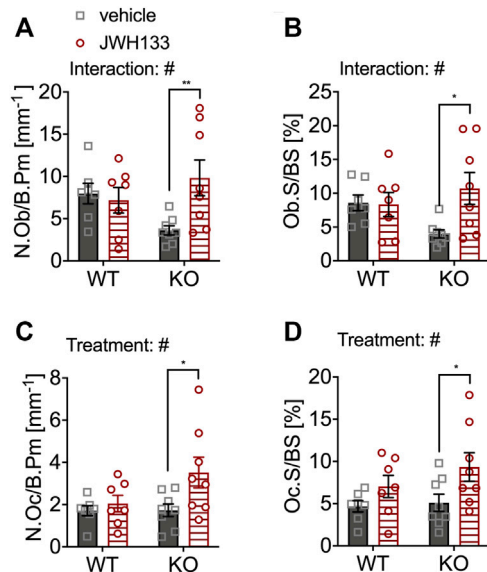 vehicle
JWH133
A
Interaction: #
**
N.Ob/B.Pm [mm⁻¹]
20
15
10
5
0
WT
KO
B
Interaction: #
*
Ob.S/BS [%]
25
20
15
10
5
0
WT
KO
C
Treatment: #
*
N.Oc/B.Pm [mm⁻¹]
8
6
4
2
0
WT
KO
D
Treatment: #
*
Oc.S/BS [%]
20
15
10
5
0
WT
KO